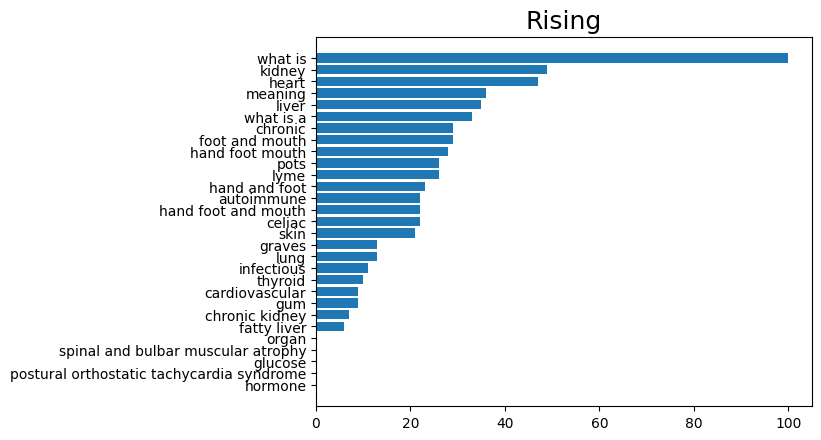 Rising
what is
kidney
heart
meaning
liver
what is a
chronic
foot and mouth
hand foot mouth
pots
lyme
hand and foot
autoimmune
hand foot and mouth
celiac
skin
graves
lung
infectious
thyroid
cardiovascular
gum
chronic kidney
fatty liver
organ
spinal and bulbar muscular atrophy
glucose
postural orthostatic tachycardia syndrome
hormone
0 20 40 60 80 100